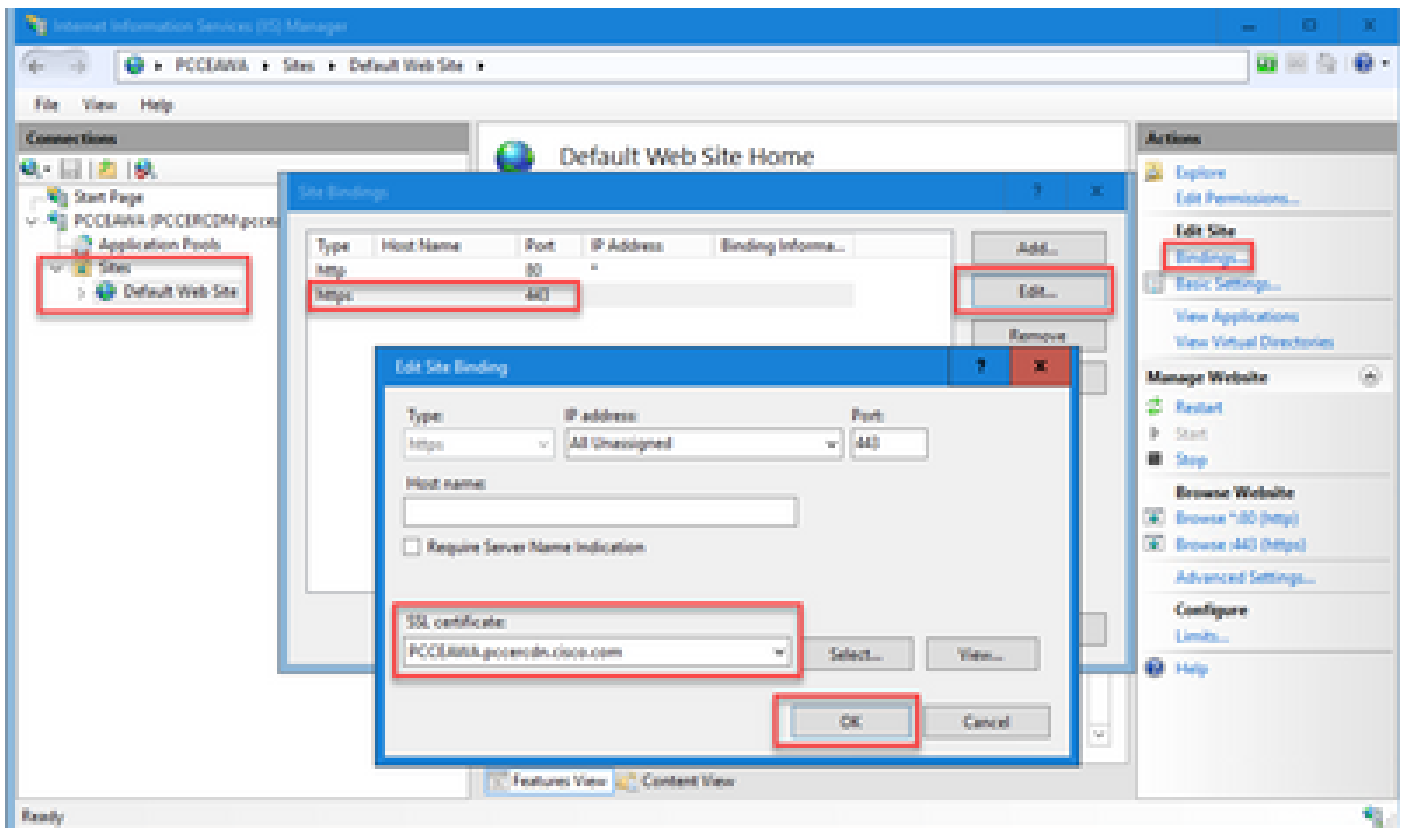 Internet Information Services (IIS) Manager
PCCEAWA Sites Default Web Site
File View Help
Connections
Start Page
PCCEAWA (PCCERCDN\
Application Pools
Sites
Default Web Site
Default Web Site Home
Site Bindings
Type Host Name Port IP Address Binding Informa...
http 80 *
https 443
Add...
Edit...
Remove
Edit Site Binding
Type: IP address: Port:
https All Unassigned 443
Host name:
Require Server Name Indication
SSL certificate:
PCCEAWA.pccercdn.cisco.com
Select...
View...
OK
Cancel
Features View
Content View
Actions
Explore
Edit Permissions...
Edit Site
Bindings...
Basic Settings...
View Applications
View Virtual Directories
Manage Website
Restart
Start
Stop
Browse Website
Browse *:80 (http)
Browse :443 (https)
Advanced Settings...
Configure
Limits...
Help
Ready